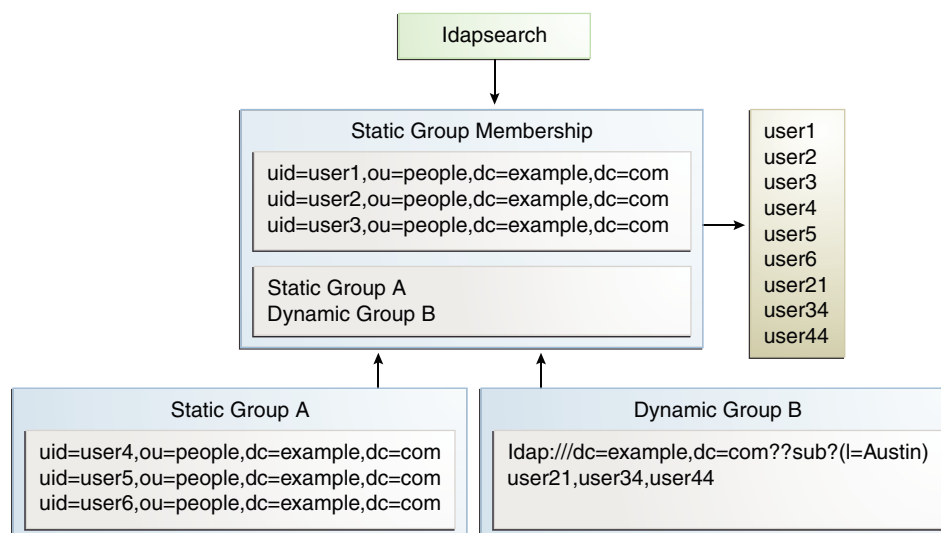 ldapsearch
Static Group Membership
uid=user1,ou=people,dc=example,dc=com
uid=user2,ou=people,dc=example,dc=com
uid=user3,ou=people,dc=example,dc=com
Static Group A
Dynamic Group B
user1
user2
user3
user4
user5
user6
user21
user34
user44
Static Group A
uid=user4,ou=people,dc=example,dc=com
uid=user5,ou=people,dc=example,dc=com
uid=user6,ou=people,dc=example,dc=com
Dynamic Group B
ldap:///dc=example,dc=com??sub?(l=Austin)
user21,user34,user44